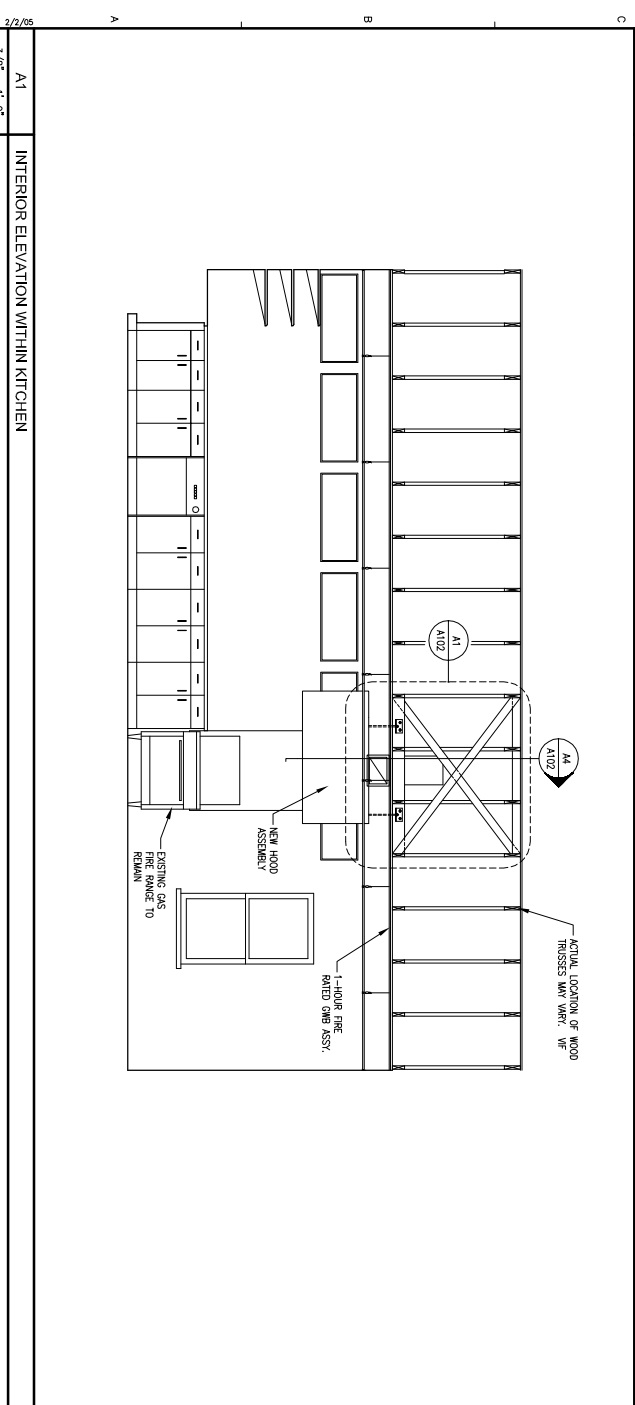 C
B
A
2/2/05
ACTUAL LOCATION OF WOOD
TRUSSES MAY VARY. VIF
A4
A102
A1
A102
1-HOUR FIRE
RATED GWB ASSY.
NEW HOOD
ASSEMBLY
EXISTING GAS
FIRE RANGE TO
REMAIN
A1
INTERIOR ELEVATION WITHIN KITCHEN